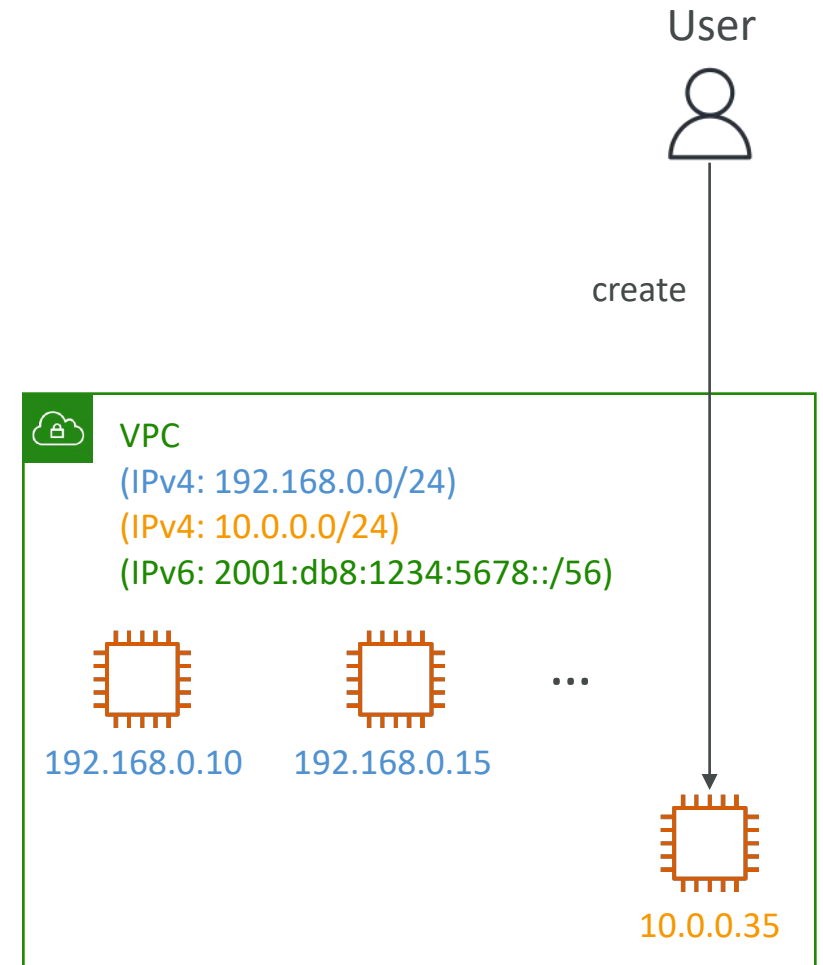 User
create
VPC
(IPv4: 192.168.0.0/24)
(IPv4: 10.0.0.0/24)
(IPv6: 2001:db8:1234:5678::/56)
...
192.168.0.10
192.168.0.15
10.0.0.35